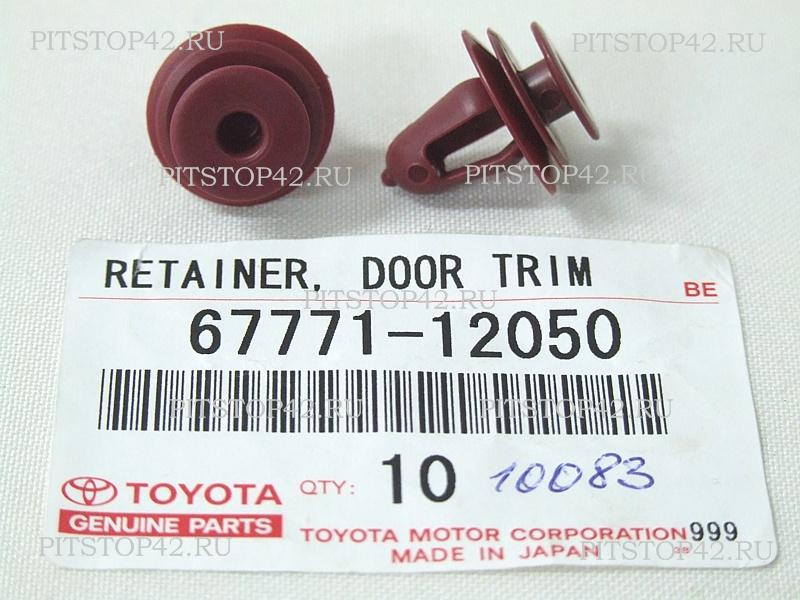 PITSTOP42.RU PITSTOP42.RU
PITSTOP42.RU PITSTOP42.RU
RETAINER, DOOR TRIM
BE
PITSTOP42.RU
67771-12050
PITSTOP42.RU PITSTOP42.RU
TOYOTA QTY: 10 10083
GENUINE PARTS
TOYOTA MOTOR CORPORATION 999
MADE IN JAPAN
PITSTOP42.RU PITSTOP42.RU